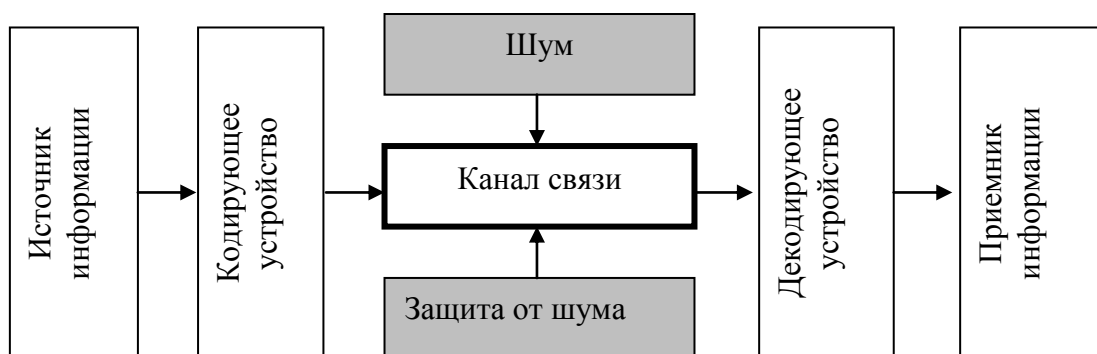 Источник
информации
Кодирующее
устройство
Шум
Канал связи
Защита от шума
Декодирующее
устройство
Приемник
информации